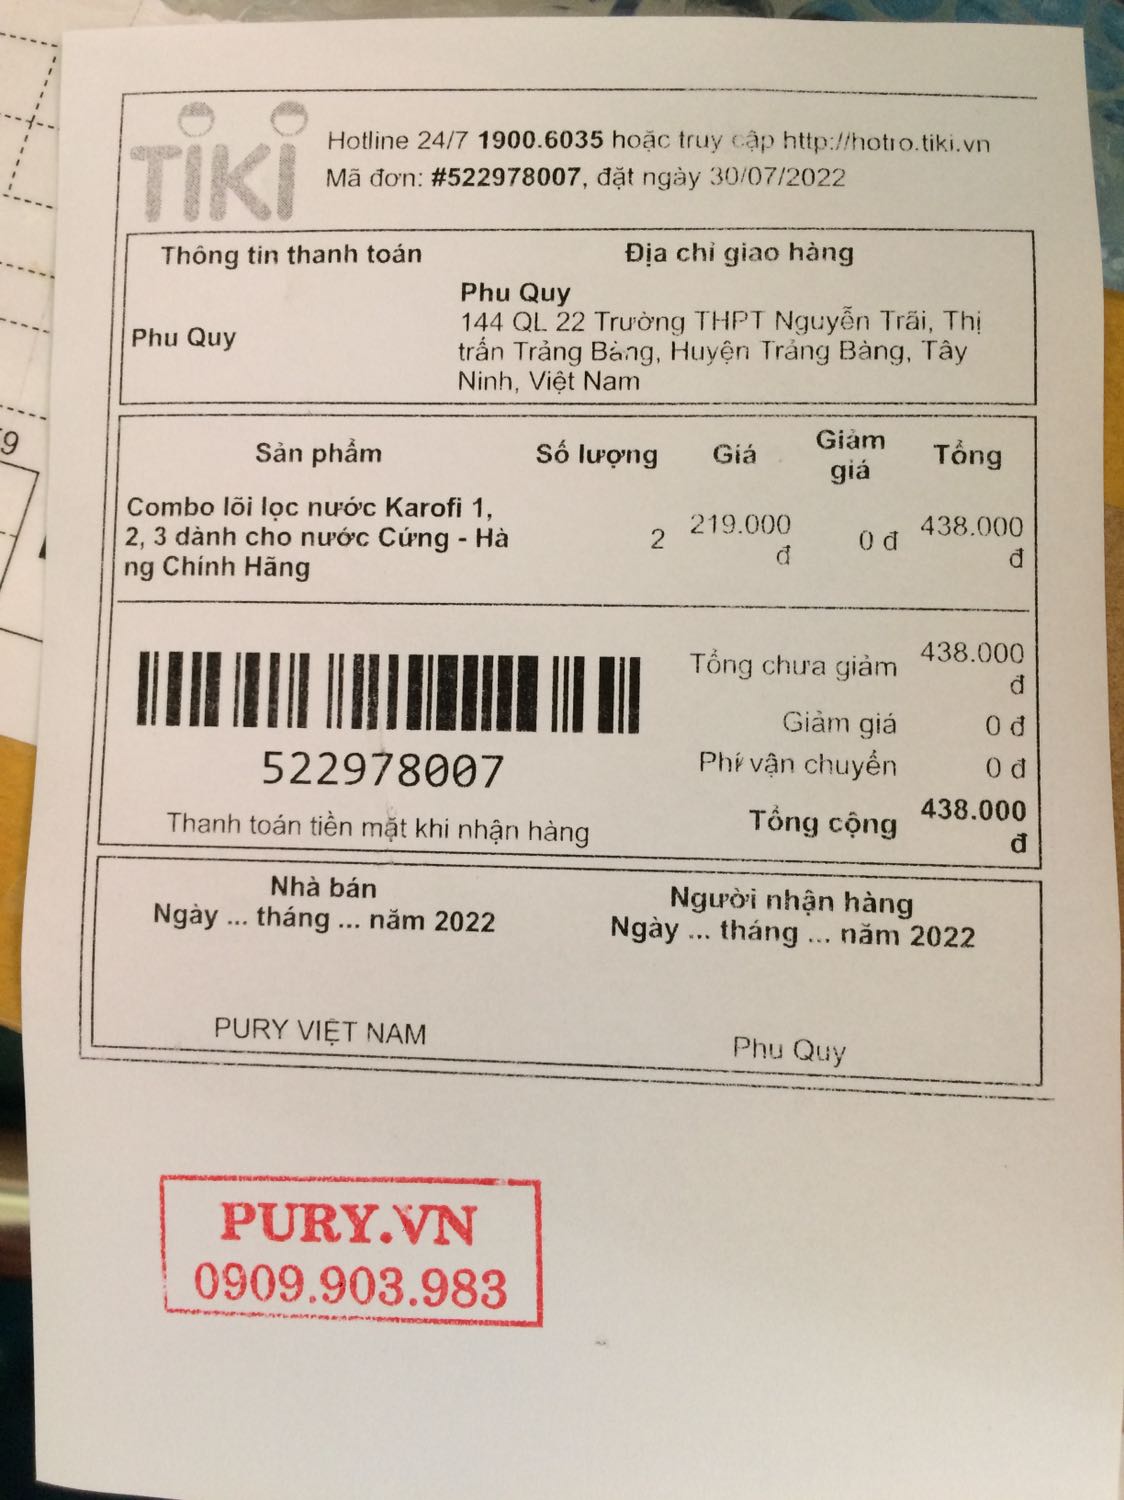 TiKi
Hotline 24/7 1900.6035 hoặc truy cập http://hotro.tiki.vn
Mã đơn: #522978007, đặt ngày 30/07/2022
Thông tin thanh toán
Địa chỉ giao hàng
Phu Quy
Phu Quy
144 QL 22 Trường THPT Nguyễn Trãi, Thị
trấn Trảng Bàng, Huyện Trảng Bàng, Tây
Ninh, Việt Nam
Sản phẩm Số lượng Giá Giảm giá Tổng
Combo lõi lọc nước Karofi 1,
2, 3 dành cho nước Cứng - Hà
ng Chính Hãng
2
219.000
đ
0 đ
438.000
đ
522978007
Thanh toán tiền mặt khi nhận hàng
Tổng chưa giảm 438.000
đ
Giảm giá 0 đ
Phí vận chuyển 0 đ
Tổng cộng 438.000
đ
Nhà bán
Ngày ... tháng ... năm 2022
PURY VIỆT NAM
Người nhận hàng
Ngày ... tháng ... năm 2022
Phu Quy
PURY.VN
0909.903.983